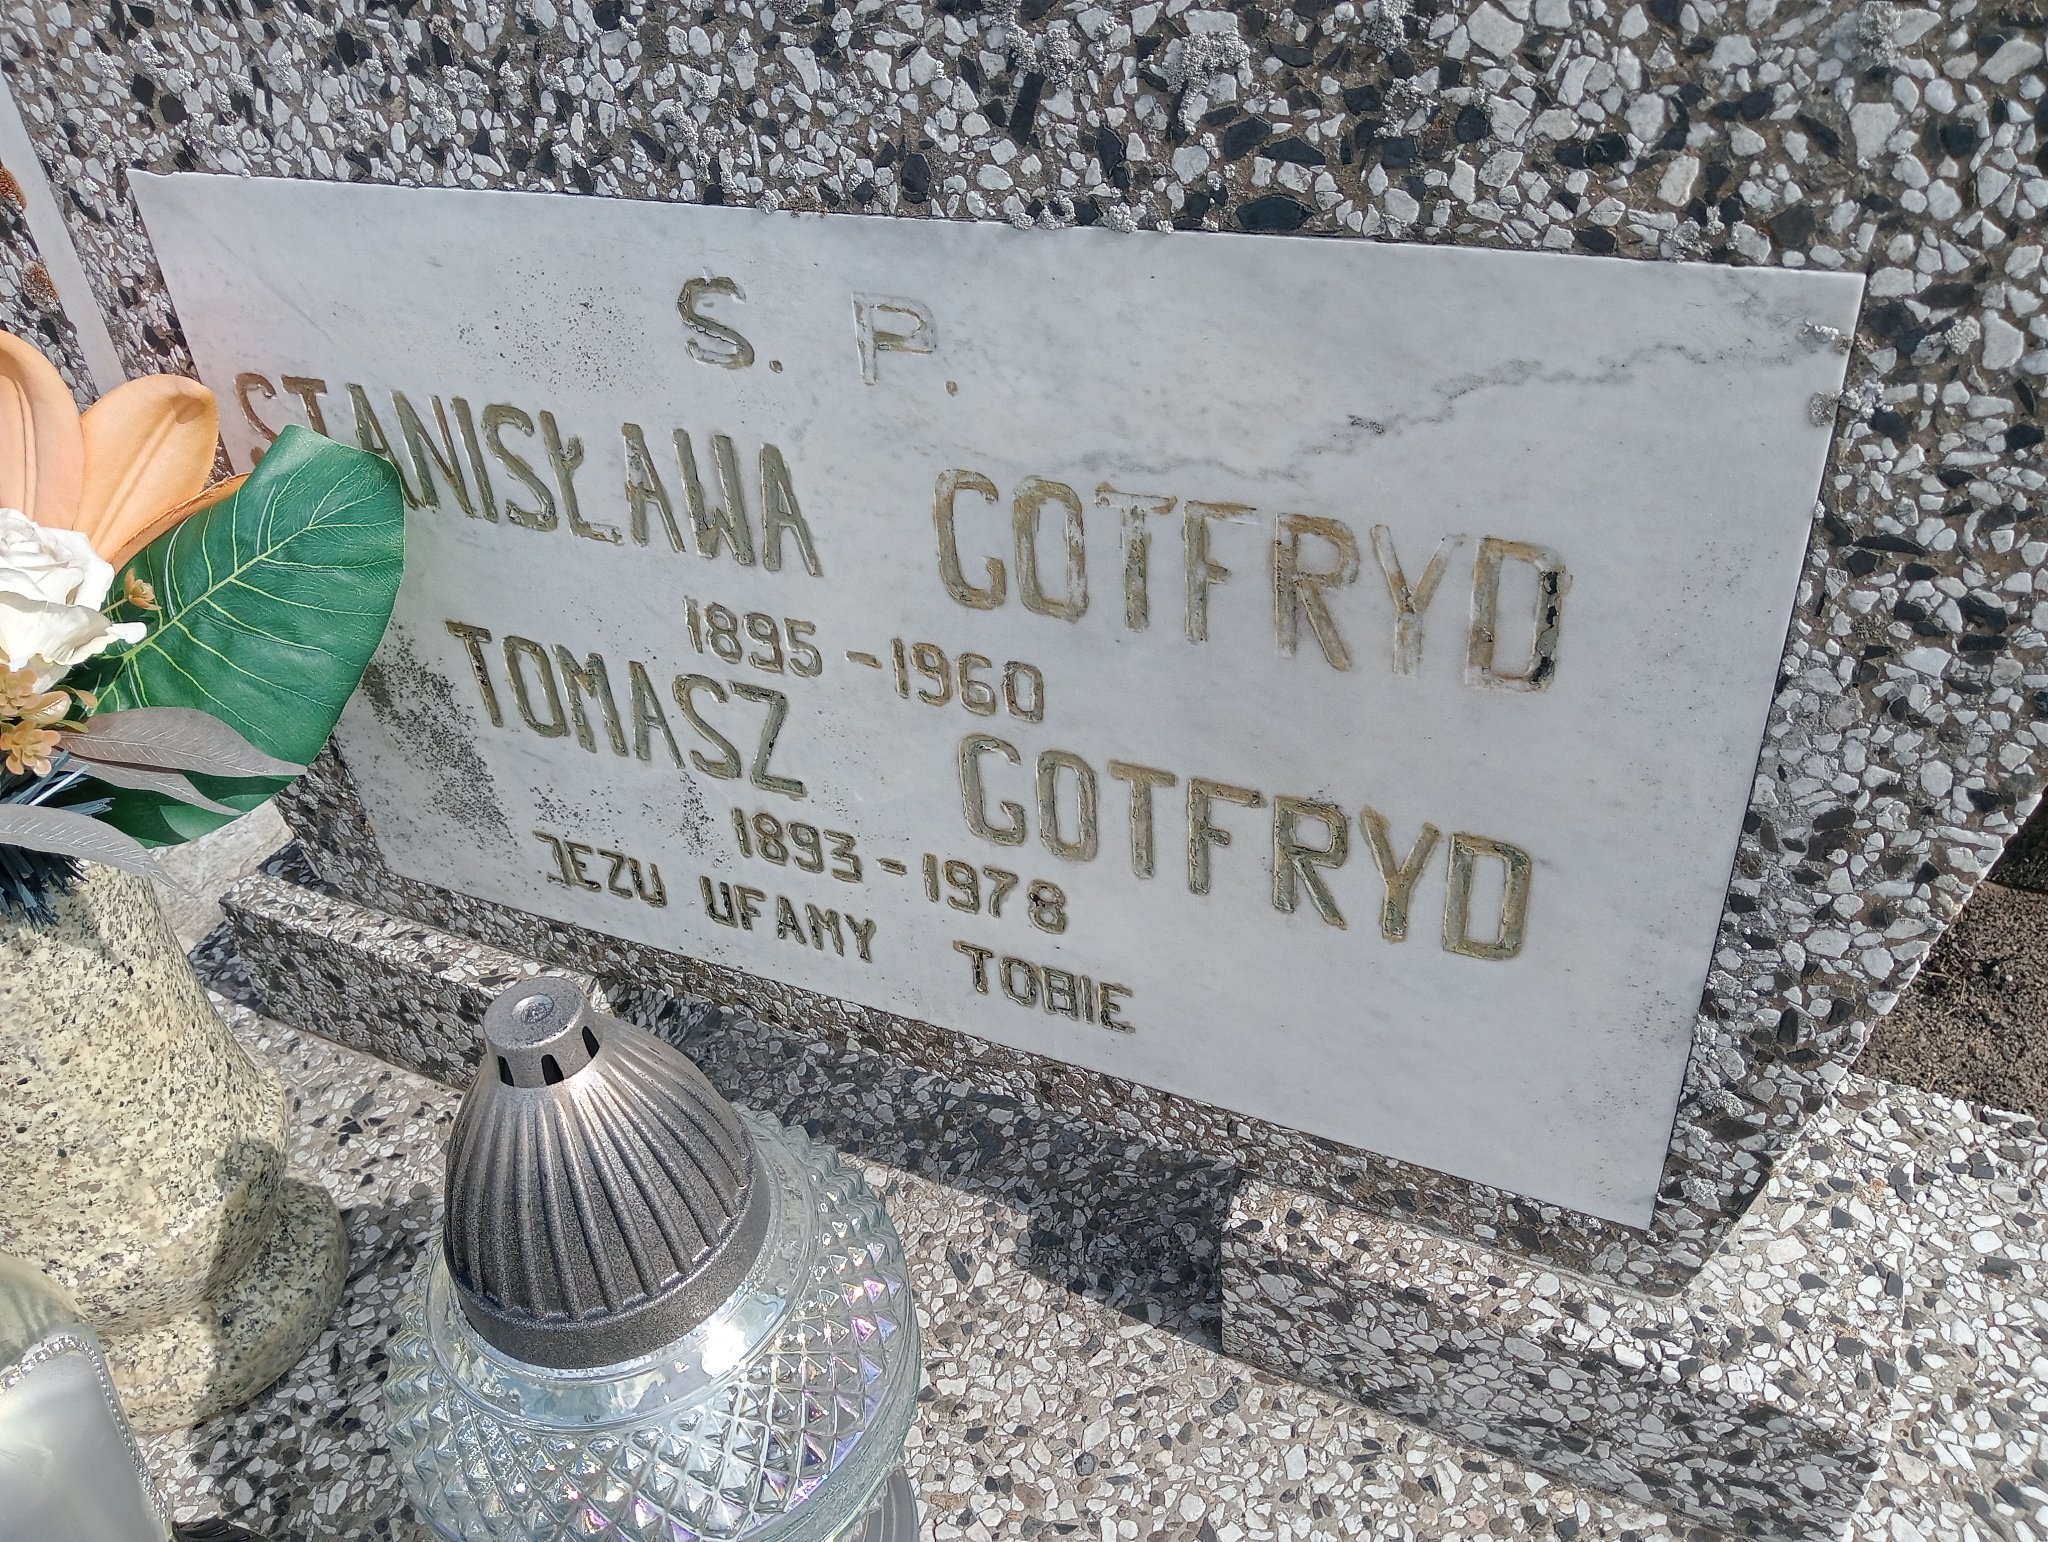 Ś. P.
STANISŁAWA GOTFRYD
1895-1960
TOMASZ GOTFRYD
1893-1978
JEZU UFAMY TOBIE